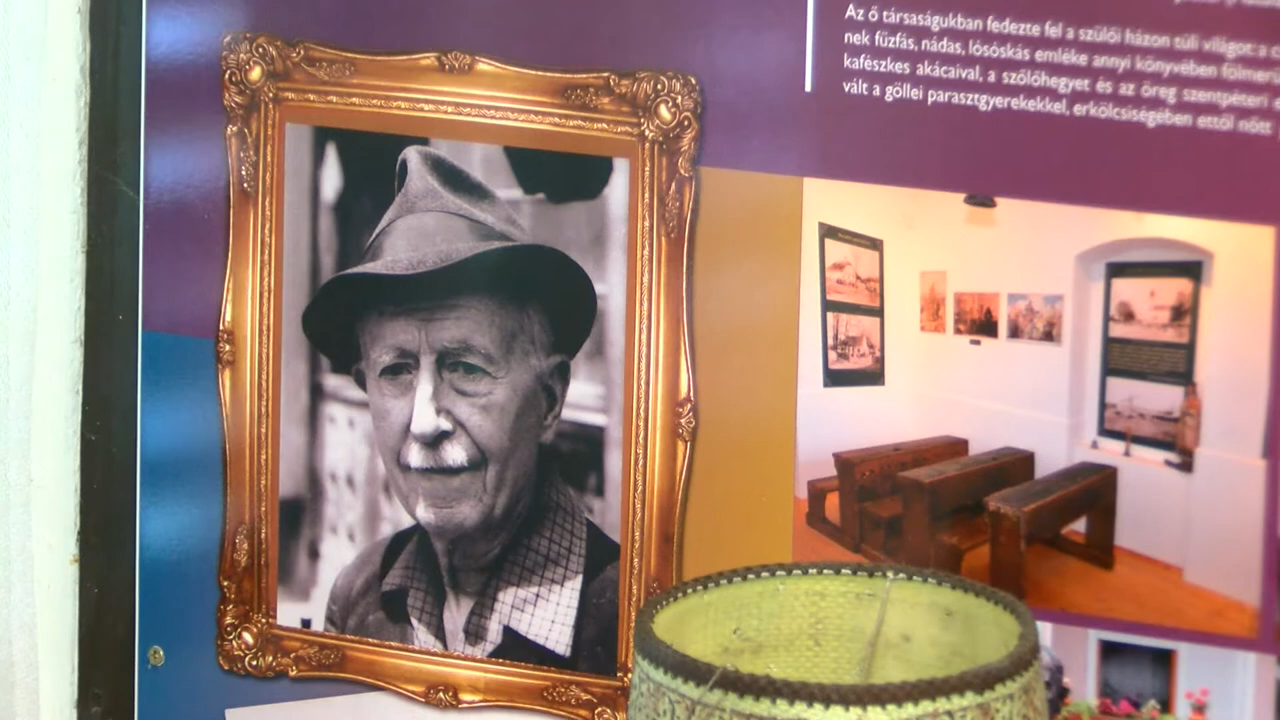 Az ő társaságukban fedezte fel a szülői házon túli világot: a
nek fűzfás, nádas, lósóskás emléke annyi könyvében fölmer
kafészkes akácaival, a szőlőhegyet és az öreg szentpéteri
vált a göllei parasztgyerekekkel, erkölcsiségében ettől nőtt